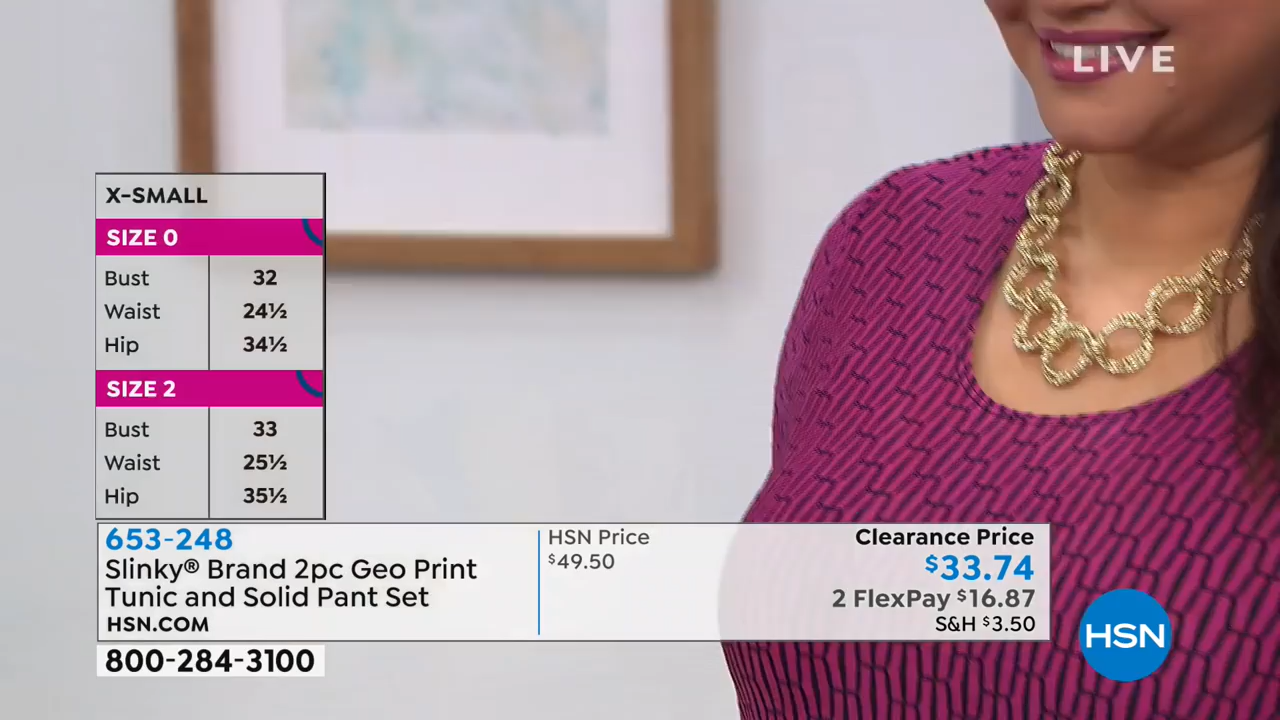 LIVE
X-SMALL
SIZE 0
Bust 32
Waist 24½
Hip 34½
SIZE 2
Bust 33
Waist 25½
Hip 35½
653-248
Slinky® Brand 2pc Geo Print
Tunic and Solid Pant Set
HSN.COM
HSN Price
$49.50
Clearance Price
$33.74
2 FlexPay $16.87
S&H $3.50
800-284-3100
HSN